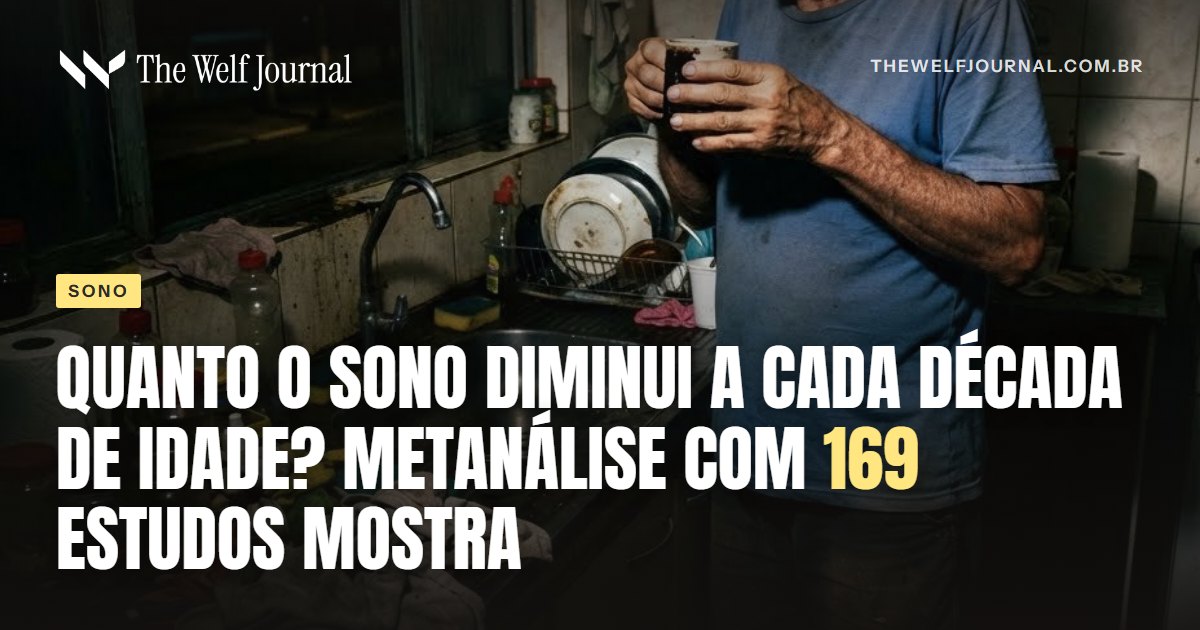 The Welf Journal
THEWELFJOURNAL.COM.BR
SONO
QUANTO O SONO DIMINUI A CADA DÉCADA
DE IDADE? METANÁLISE COM 169
ESTUDOS MOSTRA